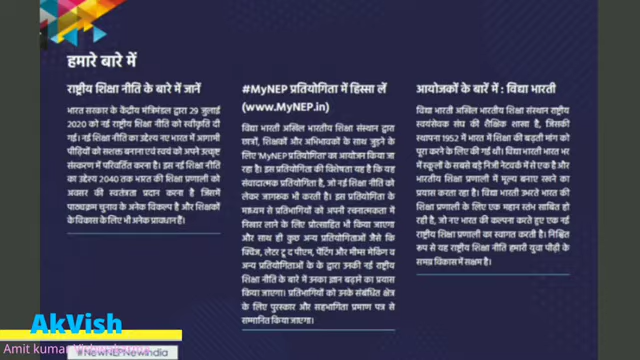 हमारे बारे में
राष्ट्रीय शिक्षा नीति के बारे में जानें
भारत सरकार के केंद्रिय मंत्रिमंडल द्वारा 29 जुलाई
2020 को नई राष्ट्रीय शिक्षा नीति को स्वीकृति दी
गई। नई शिक्षा नीति का उद्देश्य नए भारत में आगामी
पीढ़ियों को सशक्त बनाना एवं स्वयं को अपने उत्कृष्ट
संस्करण में परिवर्तित करना है। इस नई शिक्षा नीति
का उद्देश्य 2040 तक भारत की शिक्षा प्रणाली को
अवसर की स्वतंत्रता प्रदान करना है जिसमें
पाठ्यक्रम चुनाव के अनेक विकल्प है और शिक्षकों
के विकास के लिए भी अनेक प्रावधान हैं।
#MyNEP प्रतियोगिता में हिस्सा लें
(www.MyNEP.in)
विद्या भारती अखिल भारतीय शिक्षा संस्थान द्वारा
छात्रों, शिक्षकों और अभिभावकों के साथ जुड़ने के
लिए 'MyNEP प्रतियोगिता' का आयोजन किया जा
रहा है। इस प्रतियोगिता की विशेषता यह है कि यह
संवादात्मक प्रतियोगिता है, जो नई शिक्षा नीति को
लेकर जागरूक भी करती है। इस प्रतियोगिता के
माध्यम से प्रतिभागियों को अपनी रचनात्मकता में
निखार लाने के लिए प्रोत्साहित भी किया जाएगा
और साथ ही कुछ अन्य प्रतियोगिताओं जैसे कि
क्विज, लेटर टू द पीएम, पेंटिंग और मीम्स मेकिंग व
अन्य प्रतियोगिताओं के के द्वारा उनकी नई राष्ट्रीय
शिक्षा नीति के बारे में उनका ज्ञान बढ़ाने का प्रयास
किया जाएगा। प्रतिभागियों को उनके संबंधित क्षेत्र
के लिए पुरस्कार और सहभागिता प्रमाण पत्र से
सम्मानित किया जाएगा।
आयोजकों के बारें में : विद्या भारती
विद्या भारती अखिल भारतीय शिक्षा संस्थान राष्ट्रीय
स्वयंसेवक संघ की शैक्षिक शाखा है, जिसकी
स्थापना 1952 में भारत में शिक्षा की बढ़ती मांग को
पूरा करने के लिए की गई थी। विद्या भारती भारत भर
में स्कूलों के सबसे बड़े निजी नेटवर्क में से एक है और
भारतीय शिक्षा प्रणाली में मूल्य बनाए रखने का
प्रयास करता रहा है। विद्या भारती उभरते भारत की
शिक्षा प्रणाली के लिए एक महान स्तंभ साबित हो
रही है, जो नए भारत की कल्पना करते हुए एक नई
राष्ट्रीय शिक्षा प्रणाली का स्वागत करती है। निश्चित
रूप से यह राष्ट्रीय शिक्षा नीति हमारी युवा पीढ़ी के
समग्र विकास में सक्षम है।
AkVish
Amit kumar
#NewNEPNewIndia